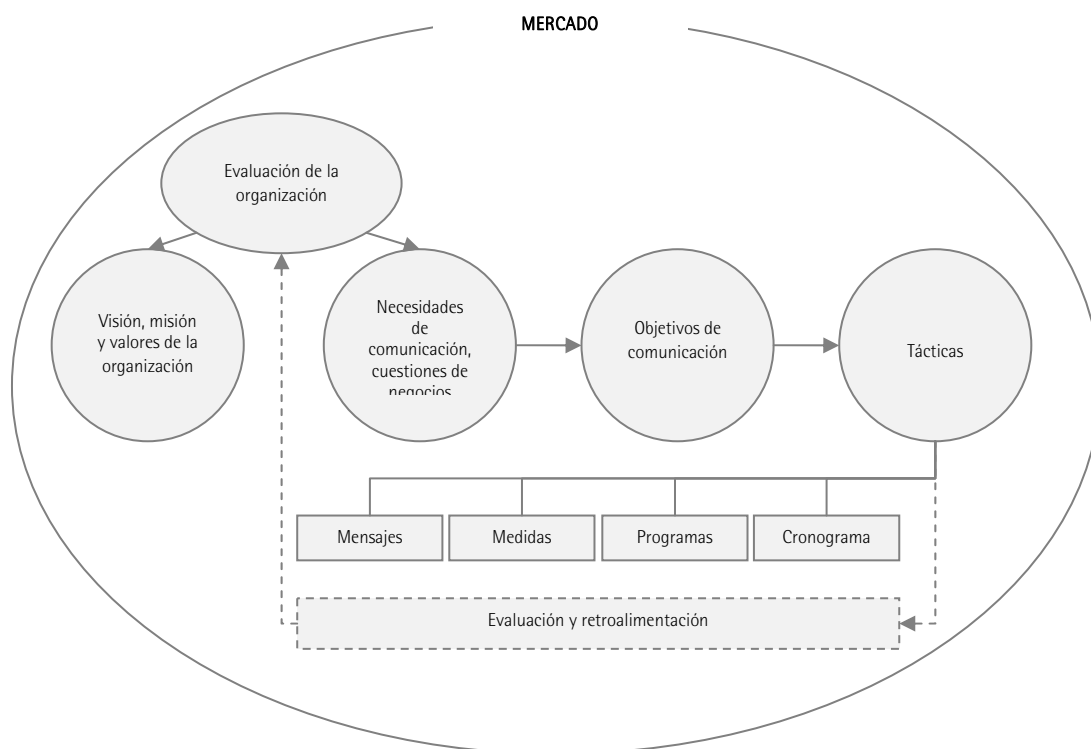 MERCADO
Evaluación de la
organización
Visión, misión
y valores de la
organización
Necesidades
de
comunicación,
cuestiones de
negocios
Objetivos de
comunicación
Tácticas
Mensajes
Medidas
Programas
Cronograma
Evaluación y retroalimentación